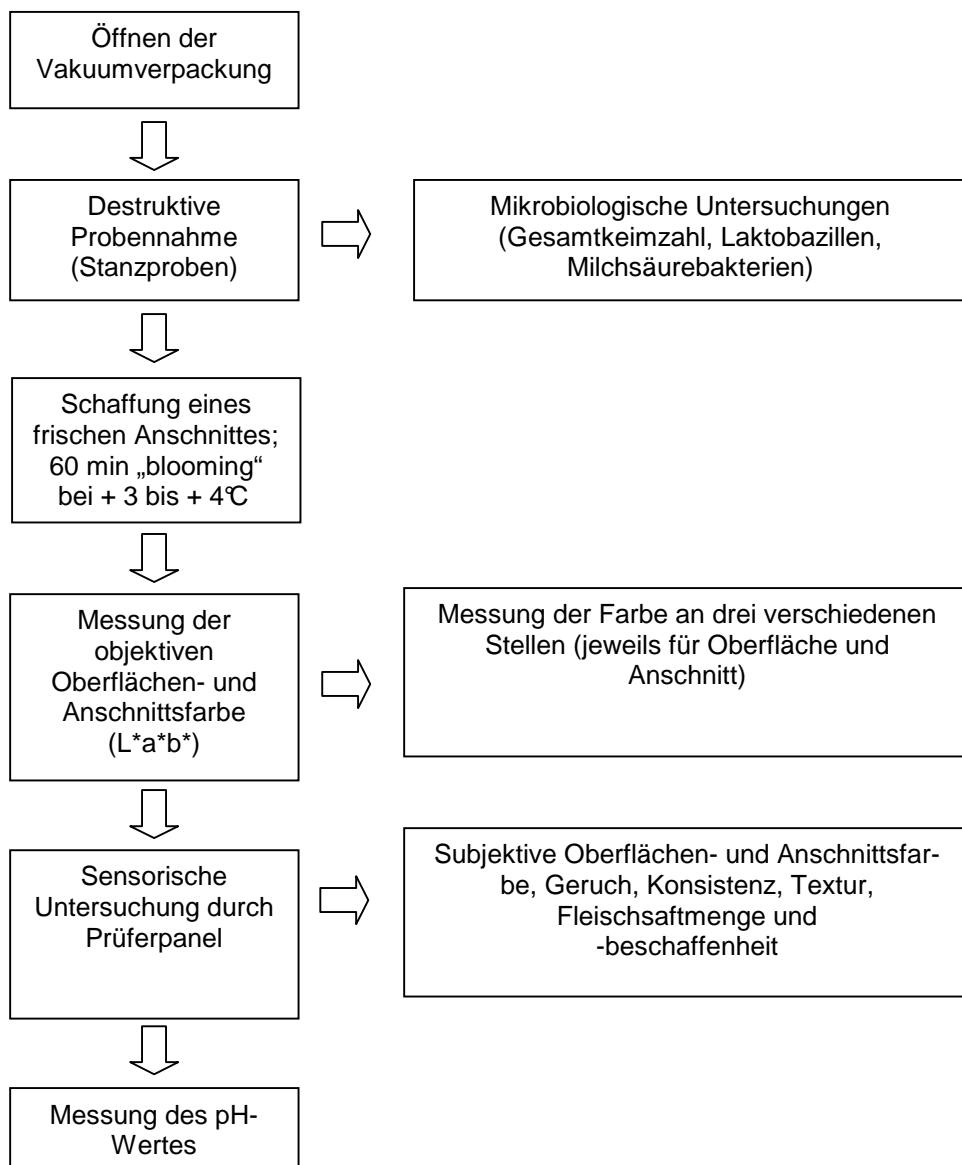 Öffnen der
Vakuumverpackung
Destruktive
Probennahme
(Stanzproben)
Mikrobiologische Untersuchungen
(Gesamtkeimzahl, Laktobazillen,
Milchsäurebakterien)
Schaffung eines
frischen Anschnittes;
60 min „blooming“
bei + 3 bis + 4°C
Messung der
objektiven
Oberflächen- und
Anschnittsfarbe
(L*a*b*)
Messung der Farbe an drei verschiedenen
Stellen (jeweils für Oberfläche und
Anschnitt)
Sensorische
Untersuchung durch
Prüferpanel
Subjektive Oberflächen- und Anschnittsfar-
be, Geruch, Konsistenz, Textur,
Fleischsaftmenge und
-beschaffenheit
Messung des pH-
Wertes